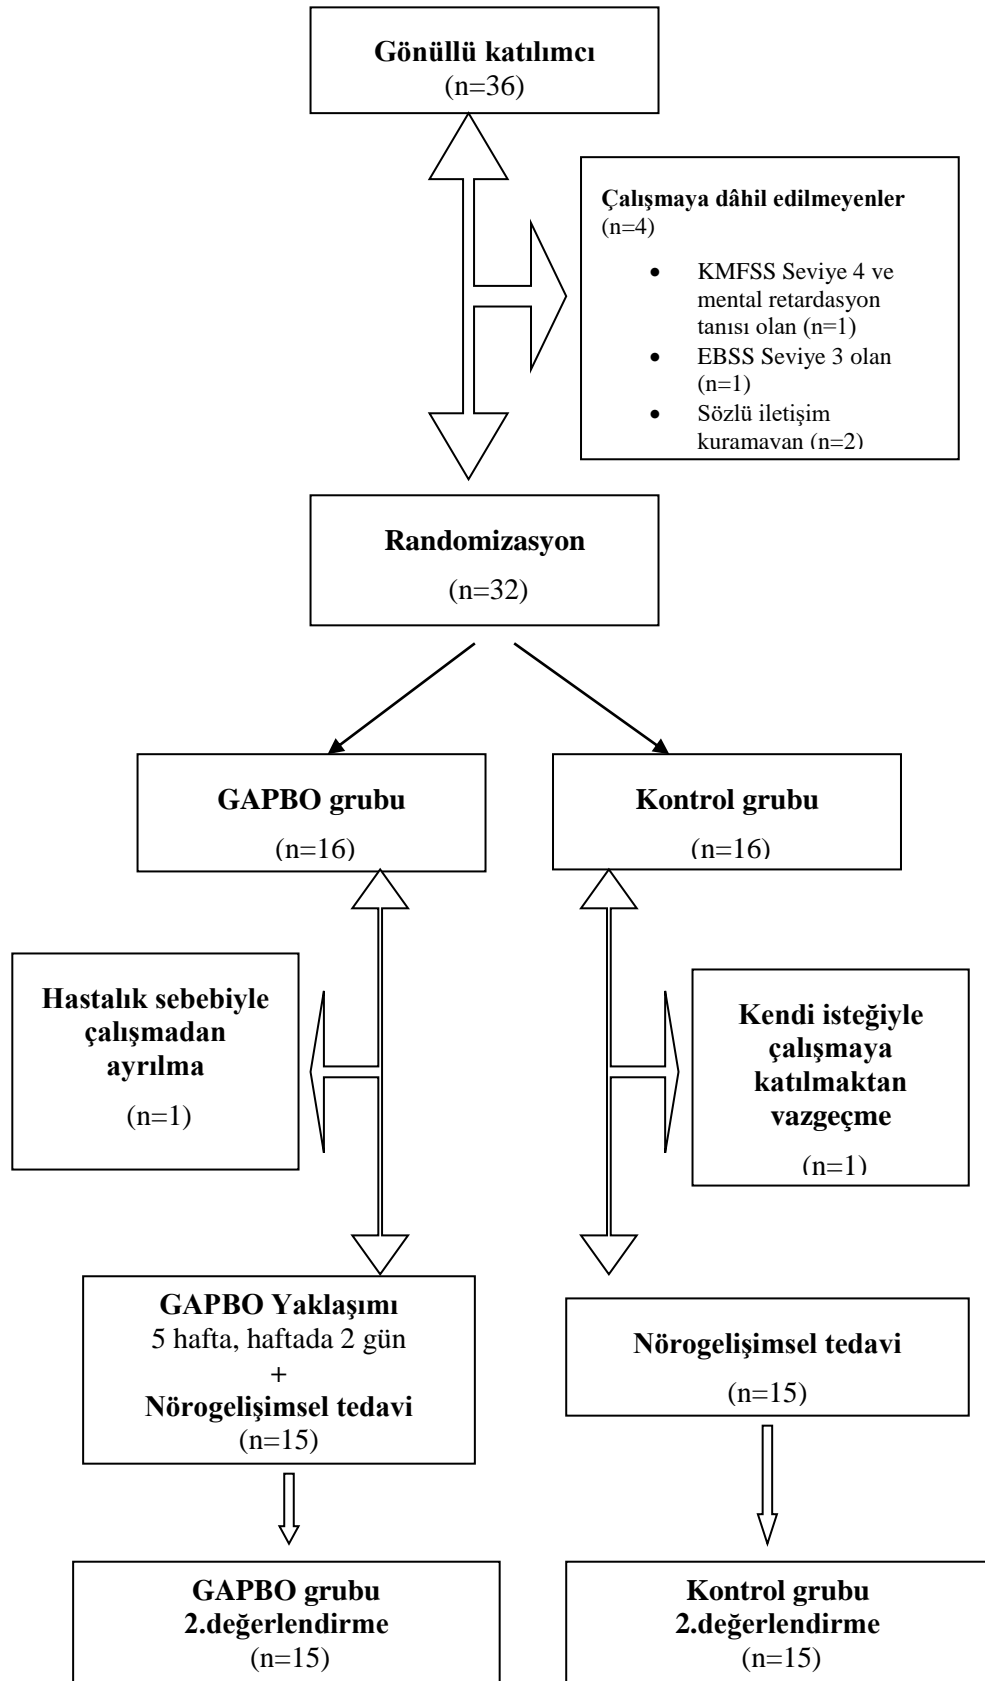 Gönüllü katılımcı
(n=36)
Çalışmaya dâhil edilmeyenler
(n=4)
• KMFSS Seviye 4 ve
mental retardasyon
tanısı olan (n=1)
• EBSS Seviye 3 olan
(n=1)
• Sözlü iletişim
kuramayan (n=2)
Randomizasyon
(n=32)
GAPBO grubu
(n=16)
Kontrol grubu
(n=16)
Hastalık sebebiyle
çalışmadan
ayrılma
(n=1)
Kendi isteğiyle
çalışmaya
katılmaktan
vazgeçme
(n=1)
GAPBO Yaklaşımı
5 hafta, haftada 2 gün
+
Nörogelişimsel tedavi
(n=15)
Nörogelişimsel tedavi
(n=15)
GAPBO grubu
2.değerlendirme
(n=15)
Kontrol grubu
2.değerlendirme
(n=15)